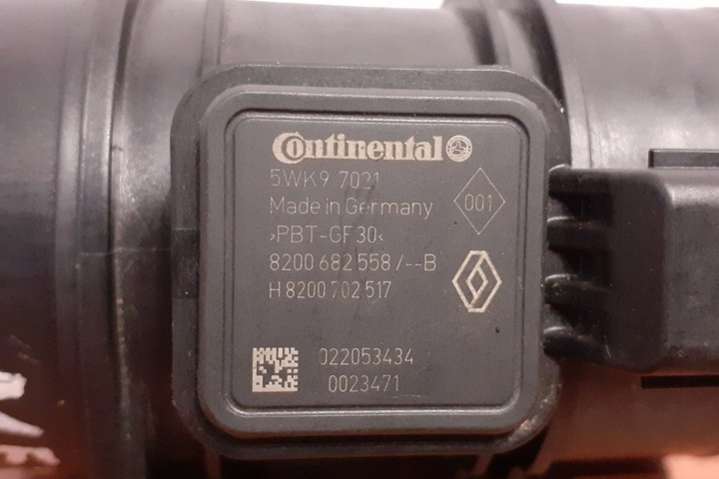 Continental
5WK9 7021
Made in Germany
001
>PBT-GF30<
8200 682 558 /--B
H 8200 702 517
022053434
0023471